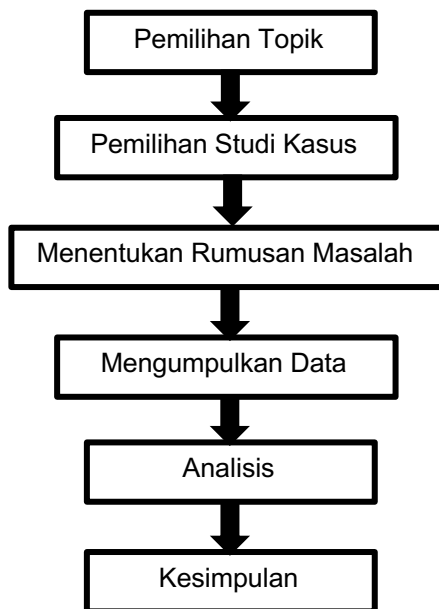 Pemilihan Topik
Pemilihan Studi Kasus
Menentukan Rumusan Masalah
Mengumpulkan Data
Analisis
Kesimpulan